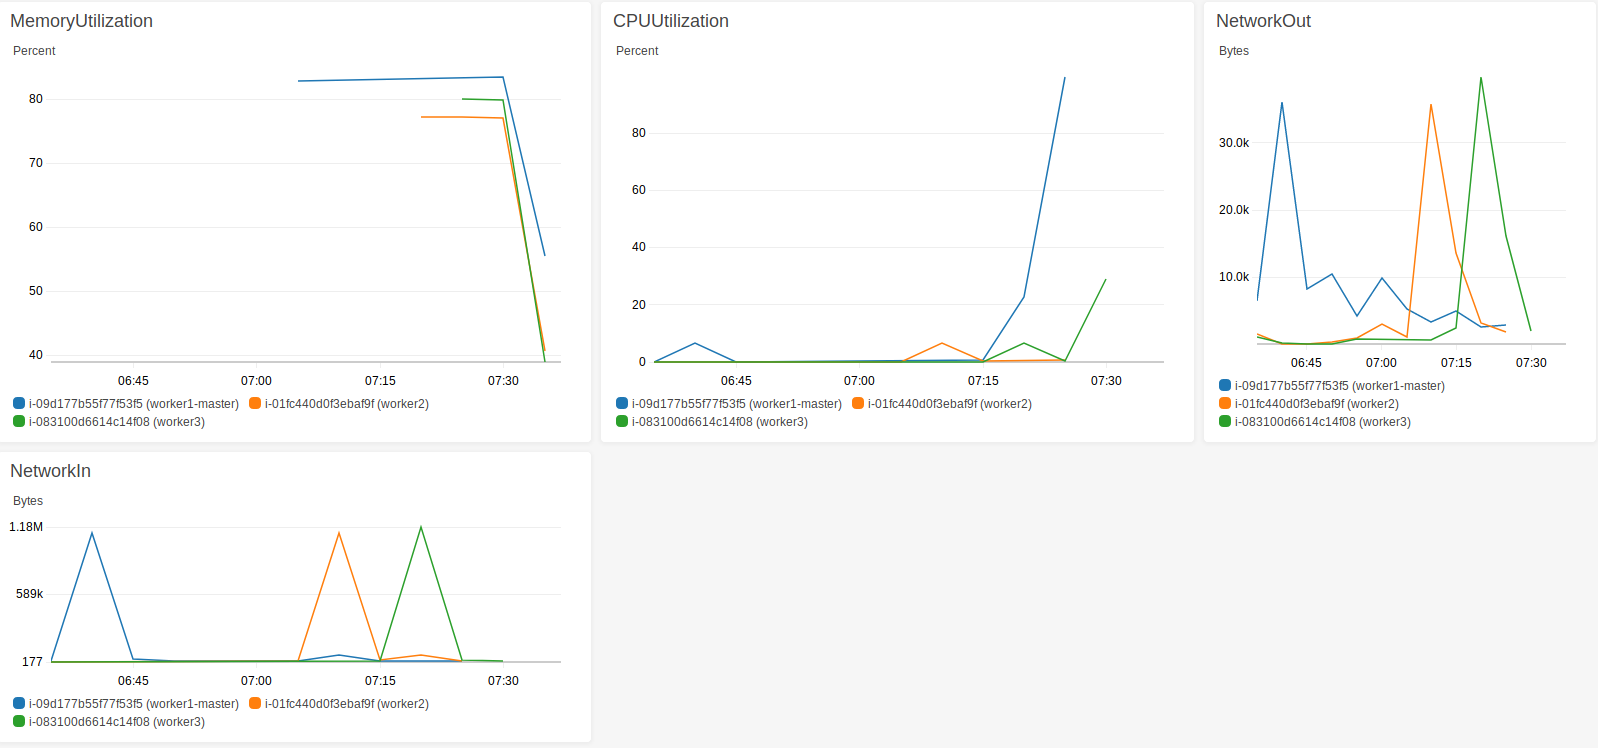 MemoryUtilization
Percent
80
70
60
50
40
06:45 07:00 07:15 07:30
i-09d177b55f77f53f5 (worker1-master) i-01fc440d0f3ebaf9f (worker2)
i-083100d6614c14f08 (worker3)
CPUUtilization
Percent
80
60
40
20
0
06:45 07:00 07:15 07:30
i-09d177b55f77f53f5 (worker1-master) i-01fc440d0f3ebaf9f (worker2)
i-083100d6614c14f08 (worker3)
NetworkOut
Bytes
30.0k
20.0k
10.0k
06:45 07:00 07:15 07:30
i-09d177b55f77f53f5 (worker1-master)
i-01fc440d0f3ebaf9f (worker2)
i-083100d6614c14f08 (worker3)
NetworkIn
Bytes
1.18M
589k
177
06:45 07:00 07:15 07:30
i-09d177b55f77f53f5 (worker1-master) i-01fc440d0f3ebaf9f (worker2)
i-083100d6614c14f08 (worker3)